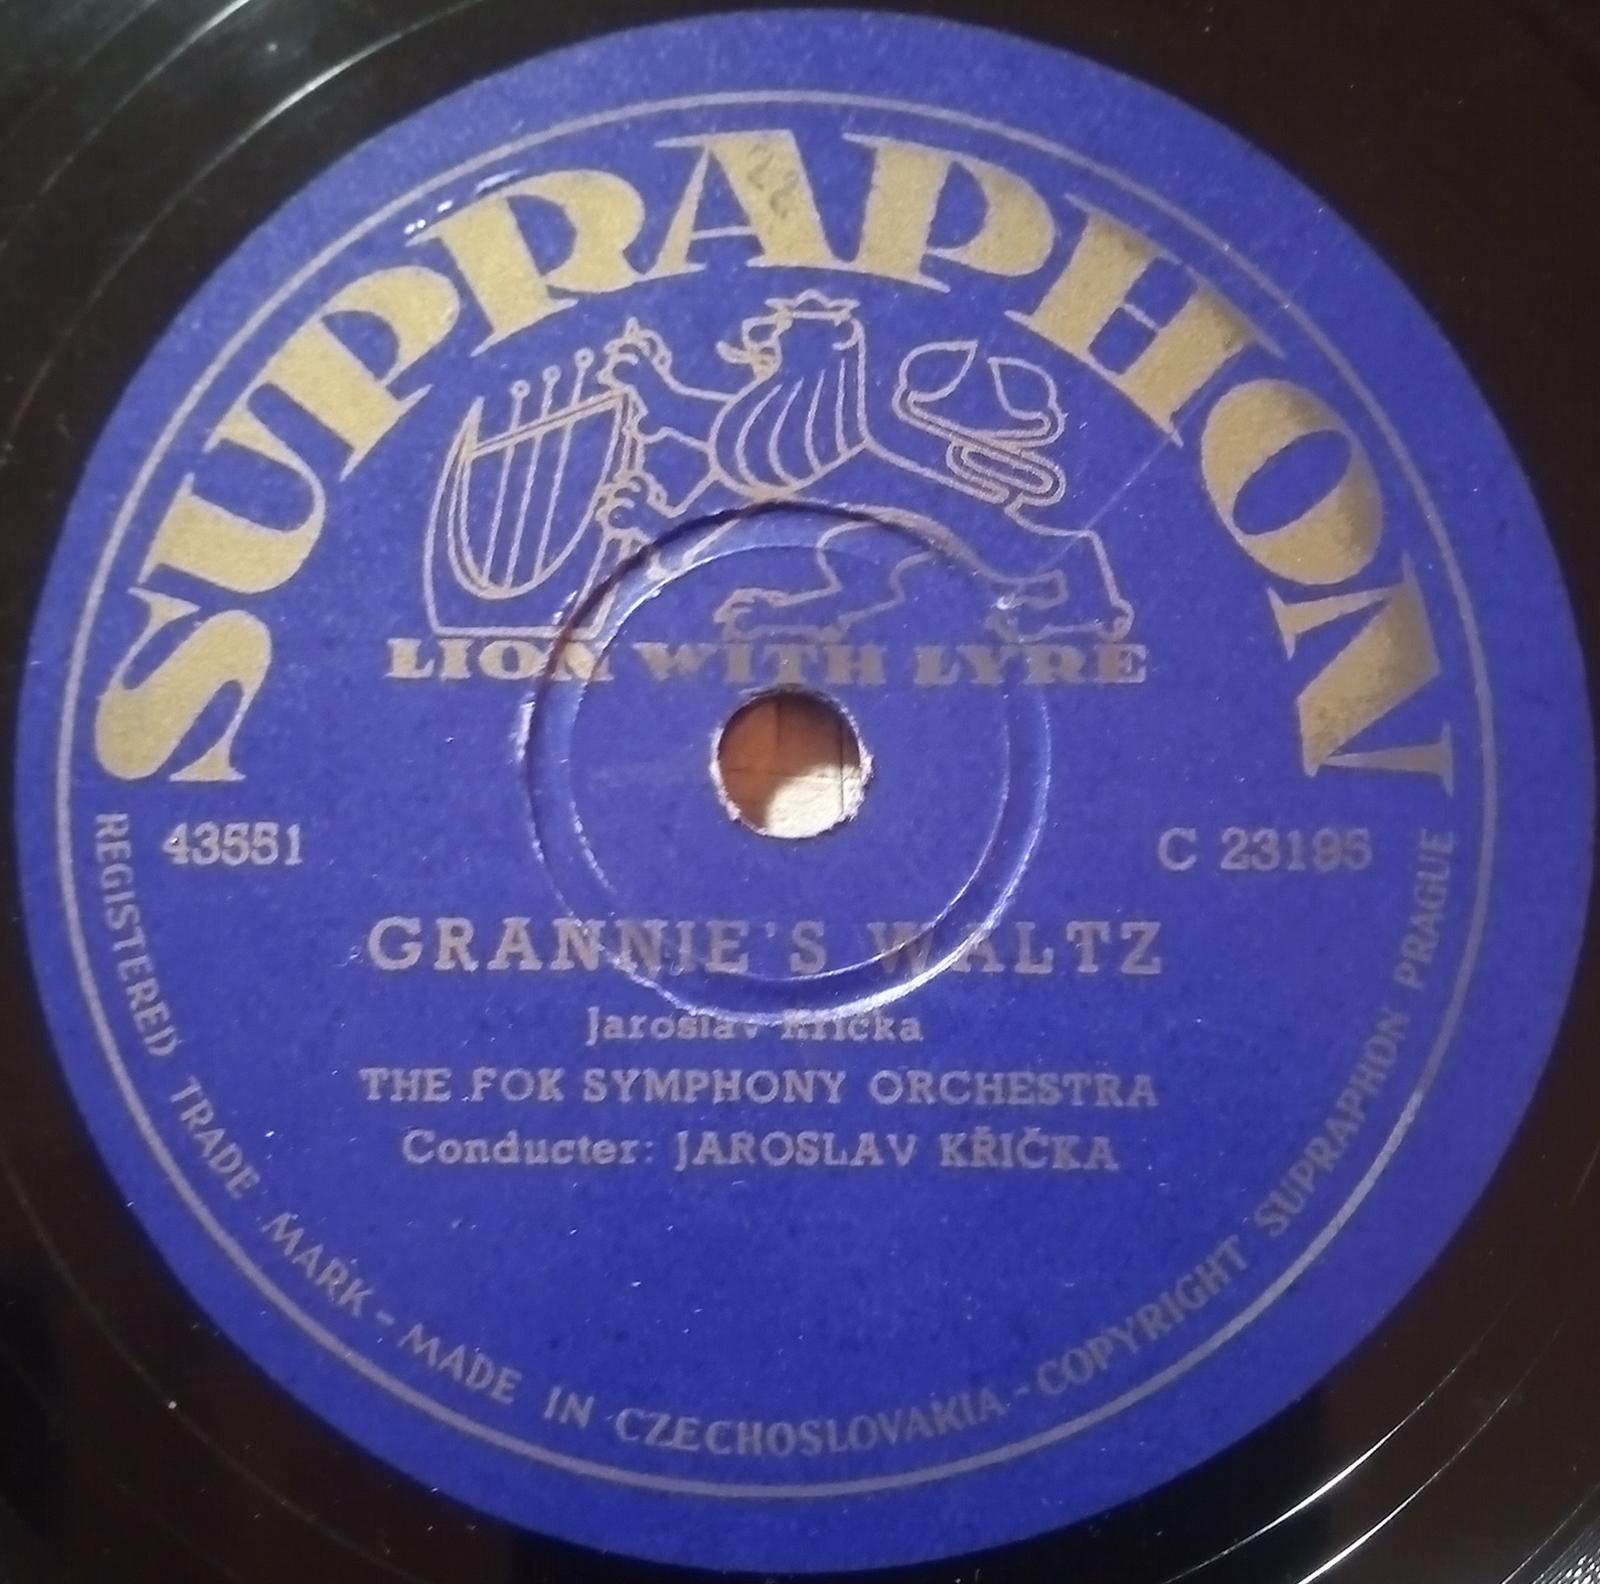 22
SUPRAPHON
LION WITH LYRE
43551
C 23195
GRANNIE'S WALTZ
Jaroslav Křička
THE FOK SYMPHONY ORCHESTRA
Conducter: JAROSLAV KŘIČKA
REGISTERED TRADE MARK - MADE IN CZECHOSLOVAKIA - COPYRIGHT SUPRAPHON PRAGUE